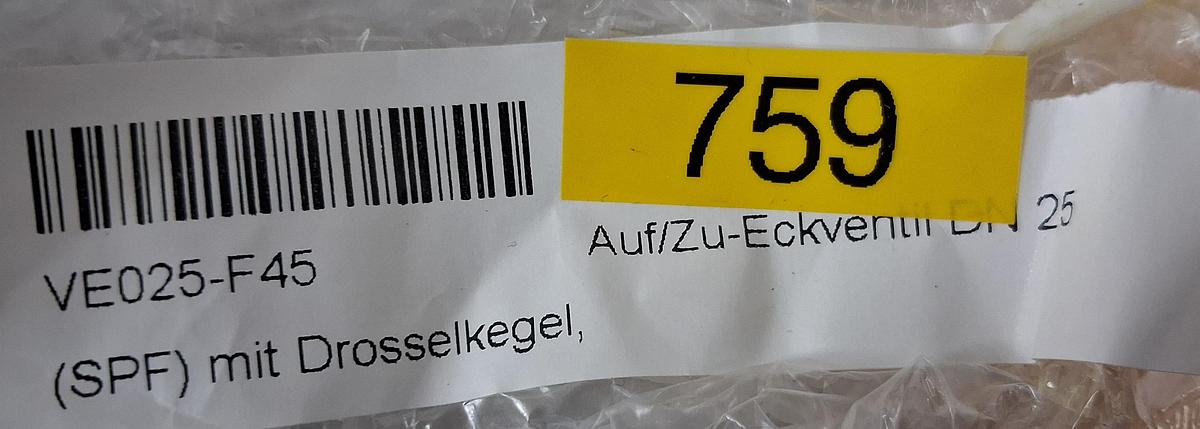 759
VE025-F45
Auf/Zu-Eckventil DN 25
(SPF) mit Drosselkegel,